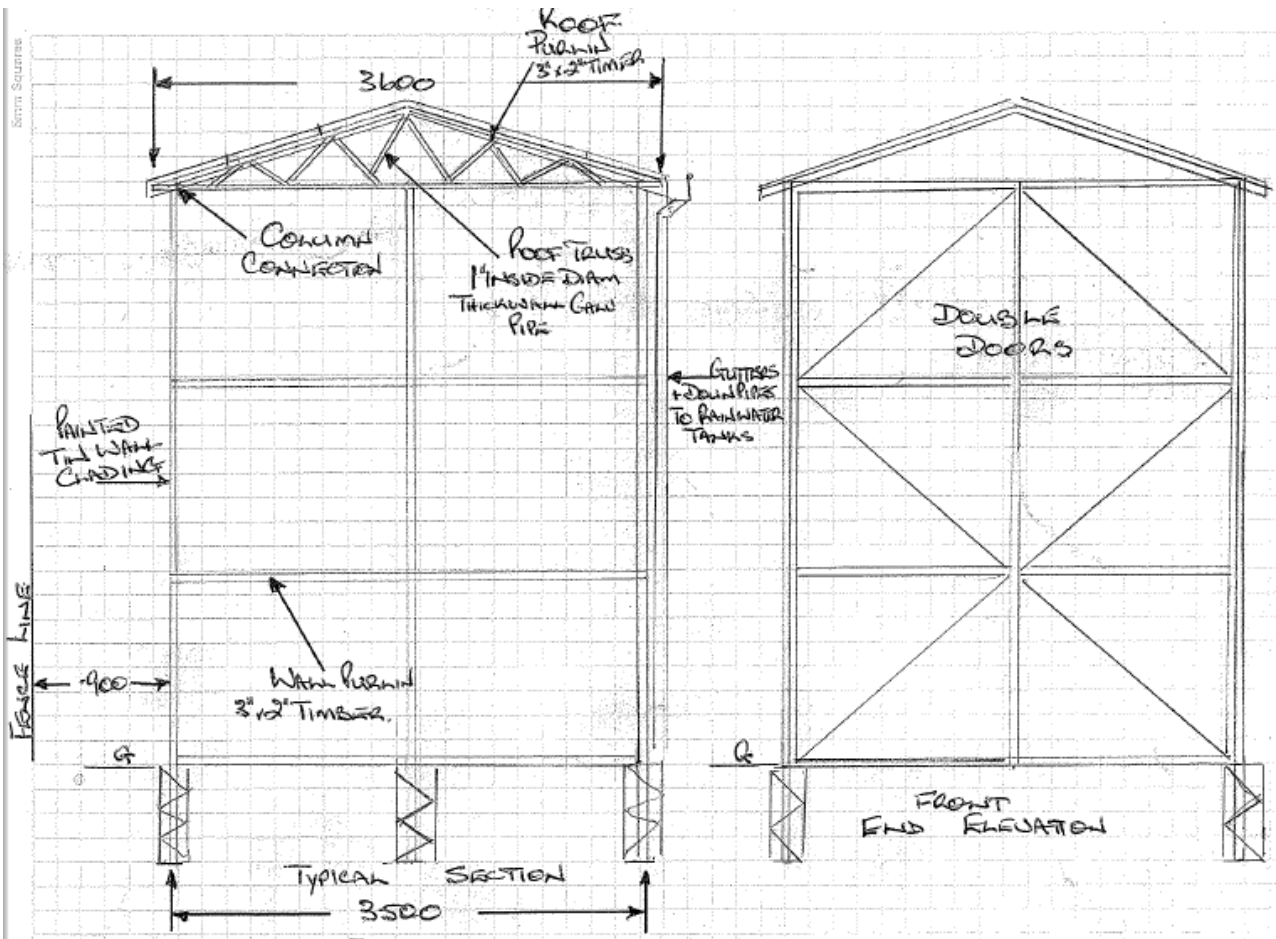 5mm Squares
ROOF
PURLIN
3"x2" TIMBER
3600
COLUMN
CONNECTION
ROOF TRUSS
1" INSIDE DIAM
THICKWALL GALV
PIPE
DOUBLE
DOORS
GUTTERS
+ DOWNPIPES
TO RAINWATER
TANKS
PAINTED
TIN WALL
CLADING
FENCE LINE
900
WALL PURLIN
3"x2" TIMBER.
G
G
FRONT
END ELEVATION
TYPICAL SECTION
3500